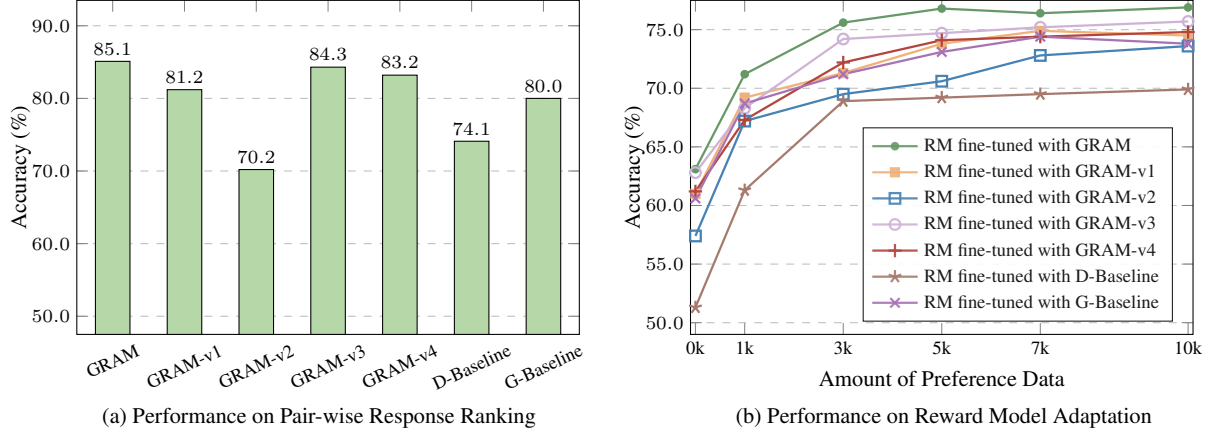 90.0
80.0
70.0
80.0
50.0
Accuracy (%)
85.1
81.2
70.2
84.3
83.2
74.1
80.0
GRAM
GRAM-v1
GRAM-v2
GRAM-v3
GRAM-v4
D-Baseline
G-Baseline
(a) Performance on Pair-wise Response Ranking
75.0
70.0
65.0
60.0
55.0
50.0
Accuracy (%)
RM fine-tuned with GRAM
RM fine-tuned with GRAM-v1
RM fine-tuned with GRAM-v2
RM fine-tuned with GRAM-v3
RM fine-tuned with GRAM-v4
RM fine-tuned with D-Baseline
RM fine-tuned with G-Baseline
0k
1k
3k
5k
7k
10k
Amount of Preference Data
(b) Performance on Reward Model Adaptation